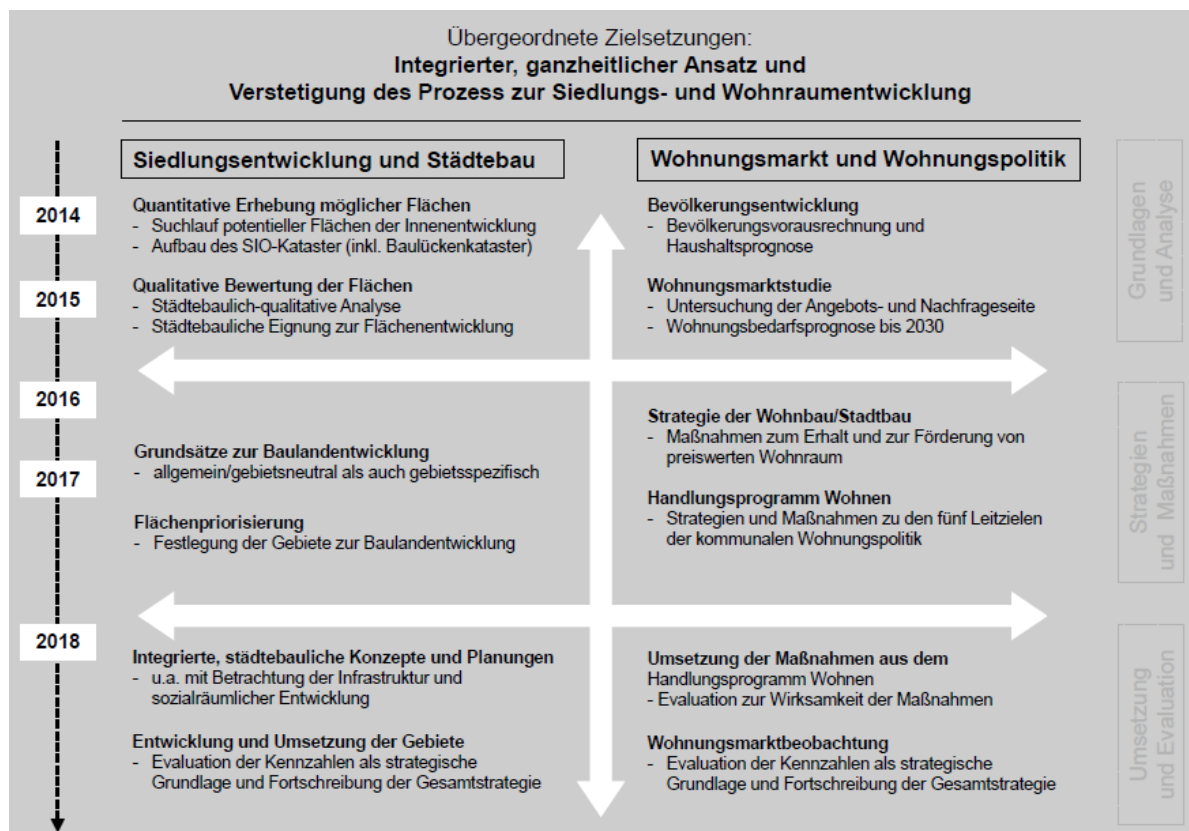 Übergeordnete Zielsetzungen:
Integrierter, ganzheitlicher Ansatz und
Verstetigung des Prozess zur Siedlungs- und Wohnraumentwicklung
Siedlungsentwicklung und Städtebau
2014
Quantitative Erhebung möglicher Flächen
- Suchlauf potentieller Flächen der Innenentwicklung
- Aufbau des SIO-Kataster (inkl. Baulückenkataster)
2015
Qualitative Bewertung der Flächen
- Städtebaulich-qualitative Analyse
- Städtebauliche Eignung zur Flächenentwicklung
2016
Grundsätze zur Baulandentwicklung
- allgemein/gebietsneutral als auch gebietsspezifisch
2017
Flächenpriorisierung
- Festlegung der Gebiete zur Baulandentwicklung
2018
Integrierte, städtebauliche Konzepte und Planungen
- u.a. mit Betrachtung der Infrastruktur und
sozialräumlicher Entwicklung
Entwicklung und Umsetzung der Gebiete
- Evaluation der Kennzahlen als strategische
Grundlage und Fortschreibung der Gesamtstrategie
Wohnungsmarkt und Wohnungspolitik
Bevölkerungsentwicklung
- Bevölkerungsvorausrechnung und
Haushaltsprognose
Wohnungsmarktstudie
- Untersuchung der Angebots- und Nachfrageseite
- Wohnungsbedarfsprognose bis 2030
Strategie der Wohnbau/Stadtbau
- Maßnahmen zum Erhalt und zur Förderung von
preiswerten Wohnraum
Handlungsprogramm Wohnen
- Strategien und Maßnahmen zu den fünf Leitzielen
der kommunalen Wohnungspolitik
Umsetzung der Maßnahmen aus dem
Handlungsprogramm Wohnen
- Evaluation zur Wirksamkeit der Maßnahmen
Wohnungsmarktbeobachtung
- Evaluation der Kennzahlen als strategische
Grundlage und Fortschreibung der Gesamtstrategie
Grundlagen
und Analyse
Strategien
und Maßnahmen
Umsetzung
und Evaluation